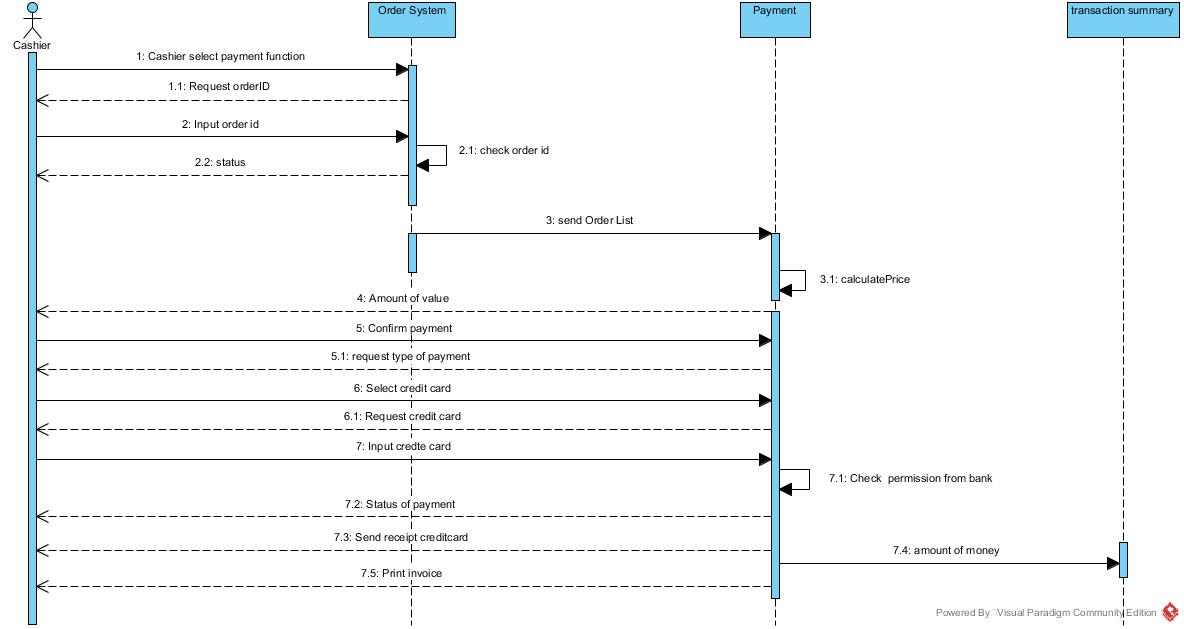 Order System
Payment
transaction summary
Cashier
1: Cashier select payment function
1.1: Request orderID
2: Input order id
2.1: check order id
2.2: status
3: send Order List
3.1: calculatePrice
4: Amount of value
5: Confirm payment
5.1: request type of payment
6: Select credit card
6.1: Request credit card
7: Input credte card
7.1: Check  permission from bank
7.2: Status of payment
7.3: Send receipt creditcard
7.4: amount of money
7.5: Print invoice
Powered By Visual Paradigm Community Edition